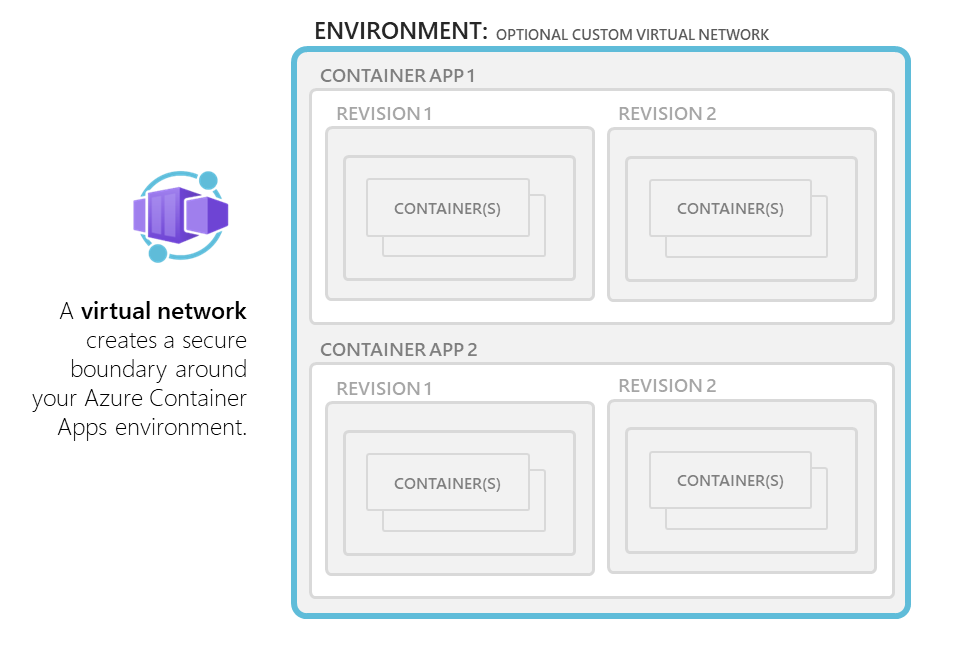 ENVIRONMENT: OPTIONAL CUSTOM VIRTUAL NETWORK
CONTAINER APP 1
REVISION 1
REVISION 2
CONTAINER(S)
CONTAINER(S)
A virtual network
creates a secure
boundary around
your Azure Container
Apps environment.
CONTAINER APP 2
REVISION 1
REVISION 2
CONTAINER(S)
CONTAINER(S)